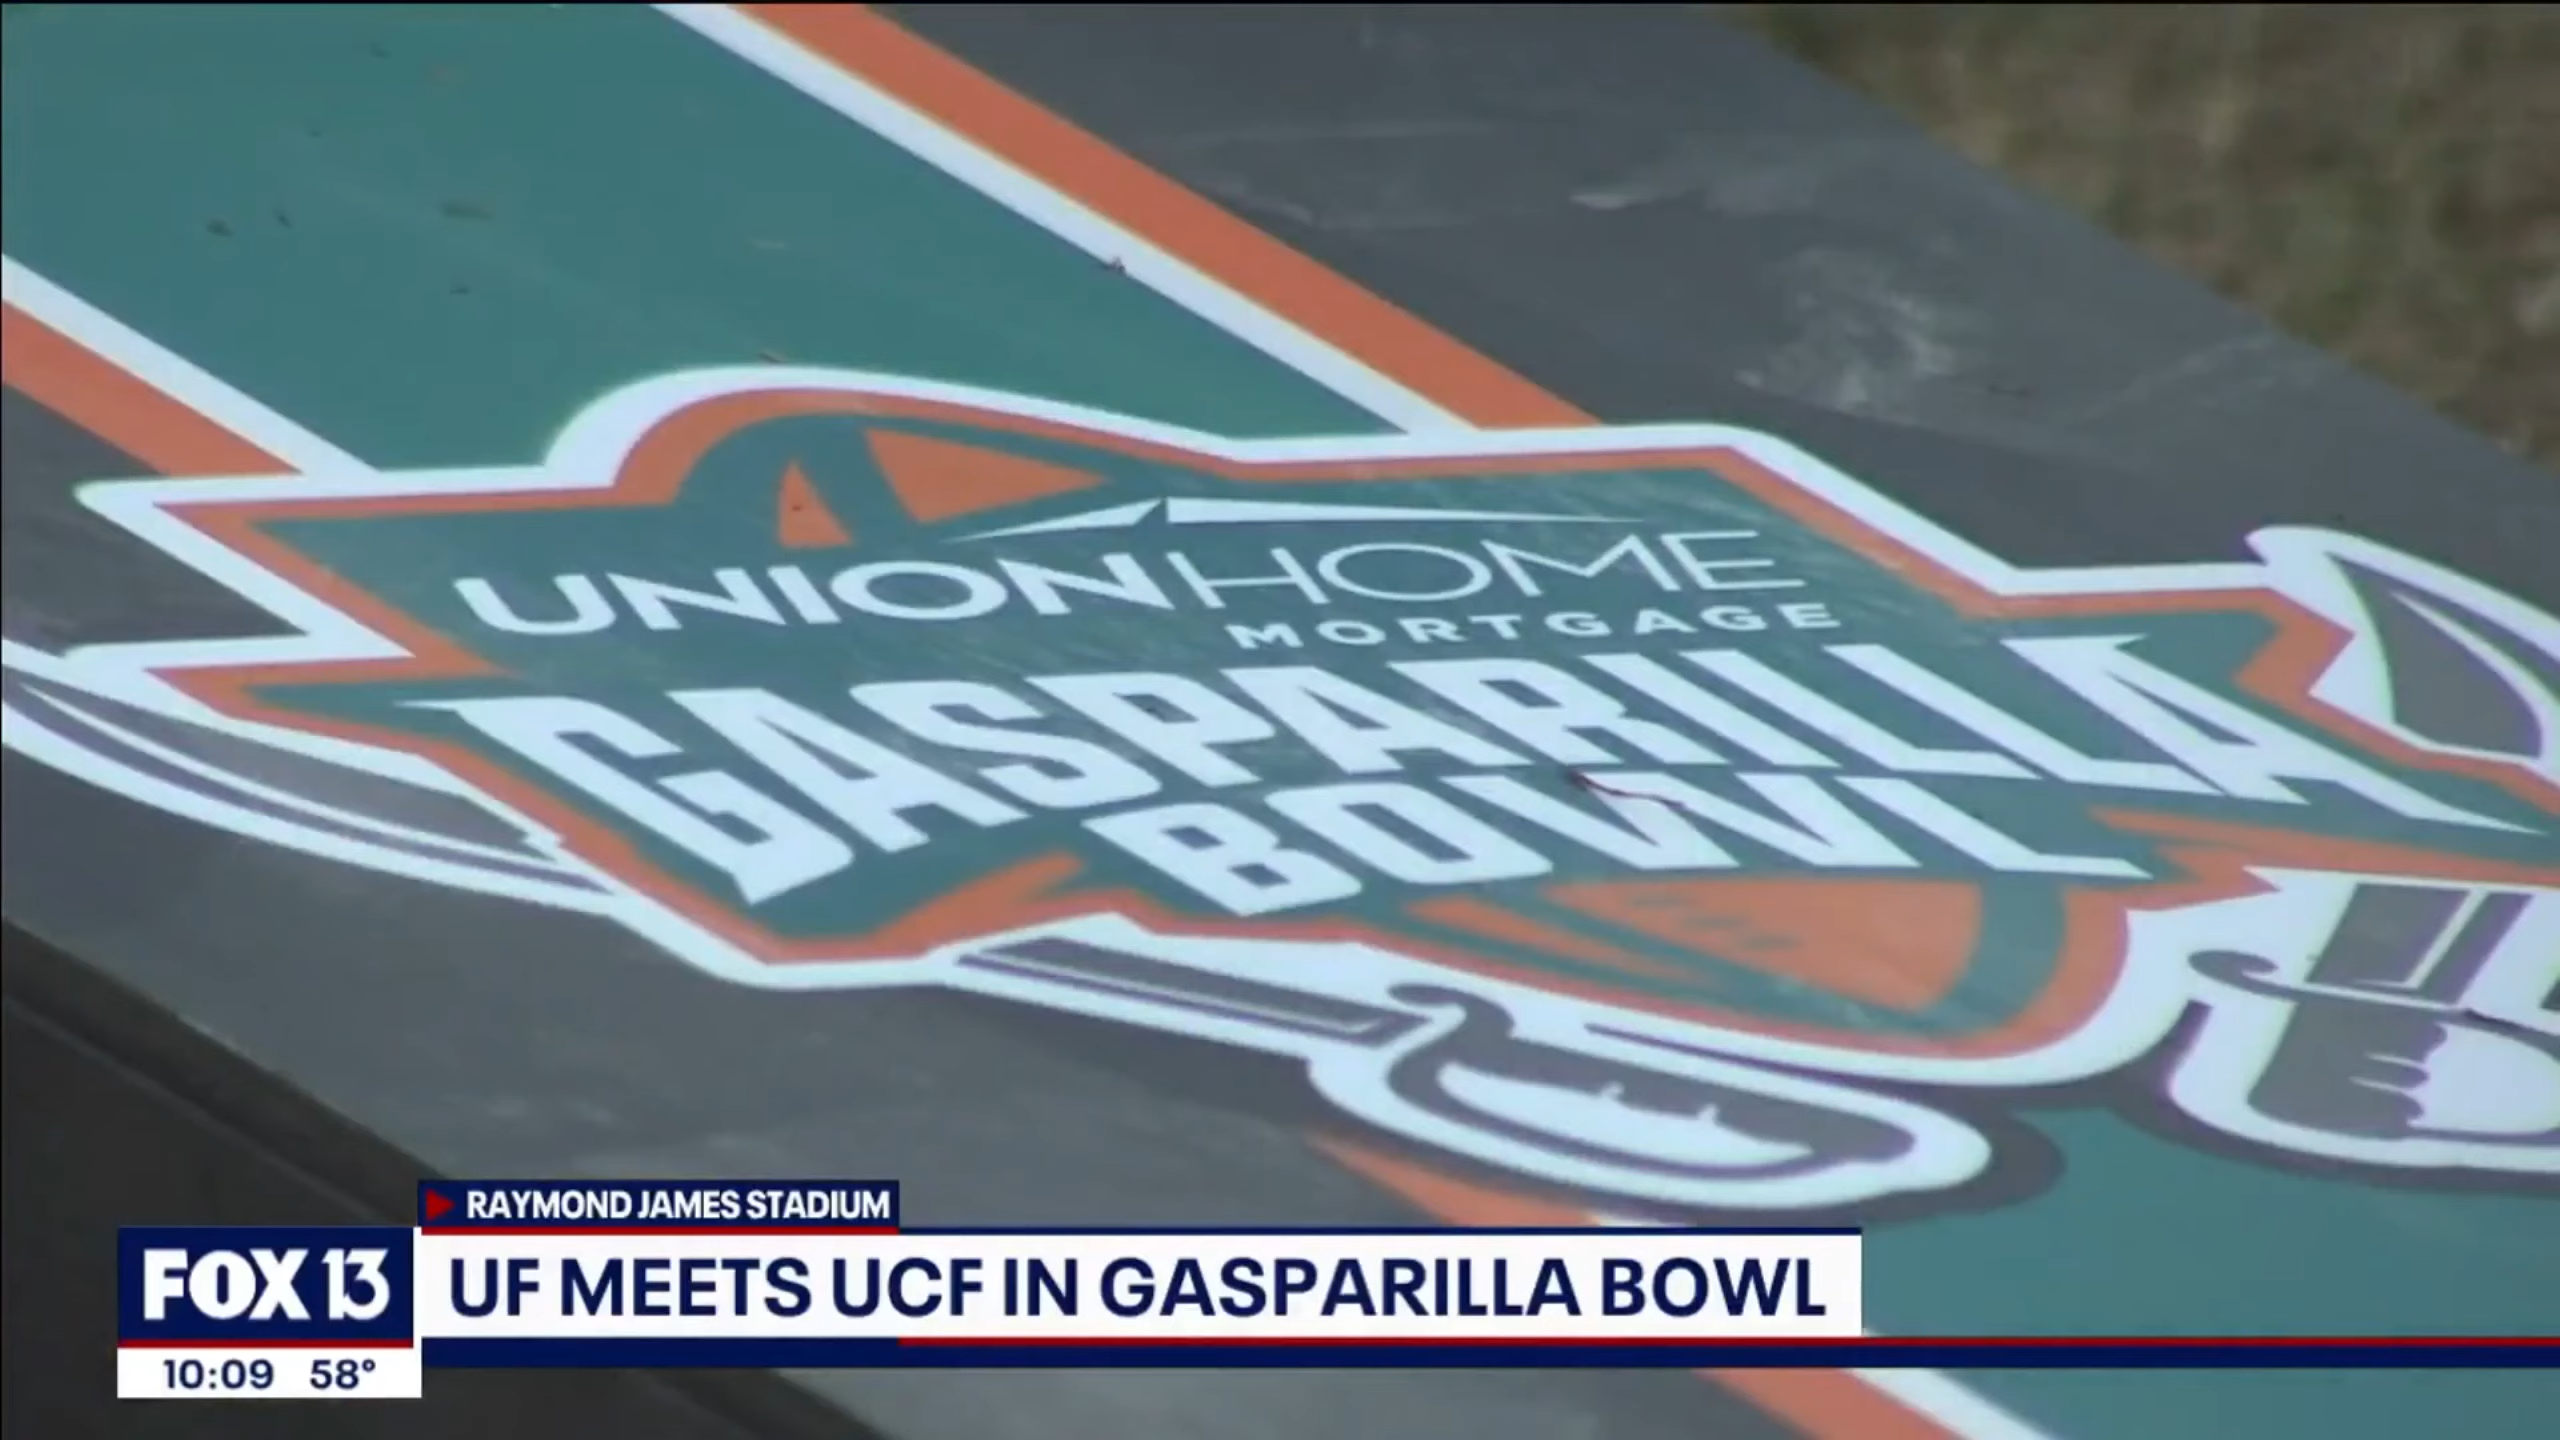 UNION HOME
MORTGAGE
GASPARILLA
BOWL
RAYMOND JAMES STADIUM
FOX 13
UF MEETS UCF IN GASPARILLA BOWL
10:09 58°